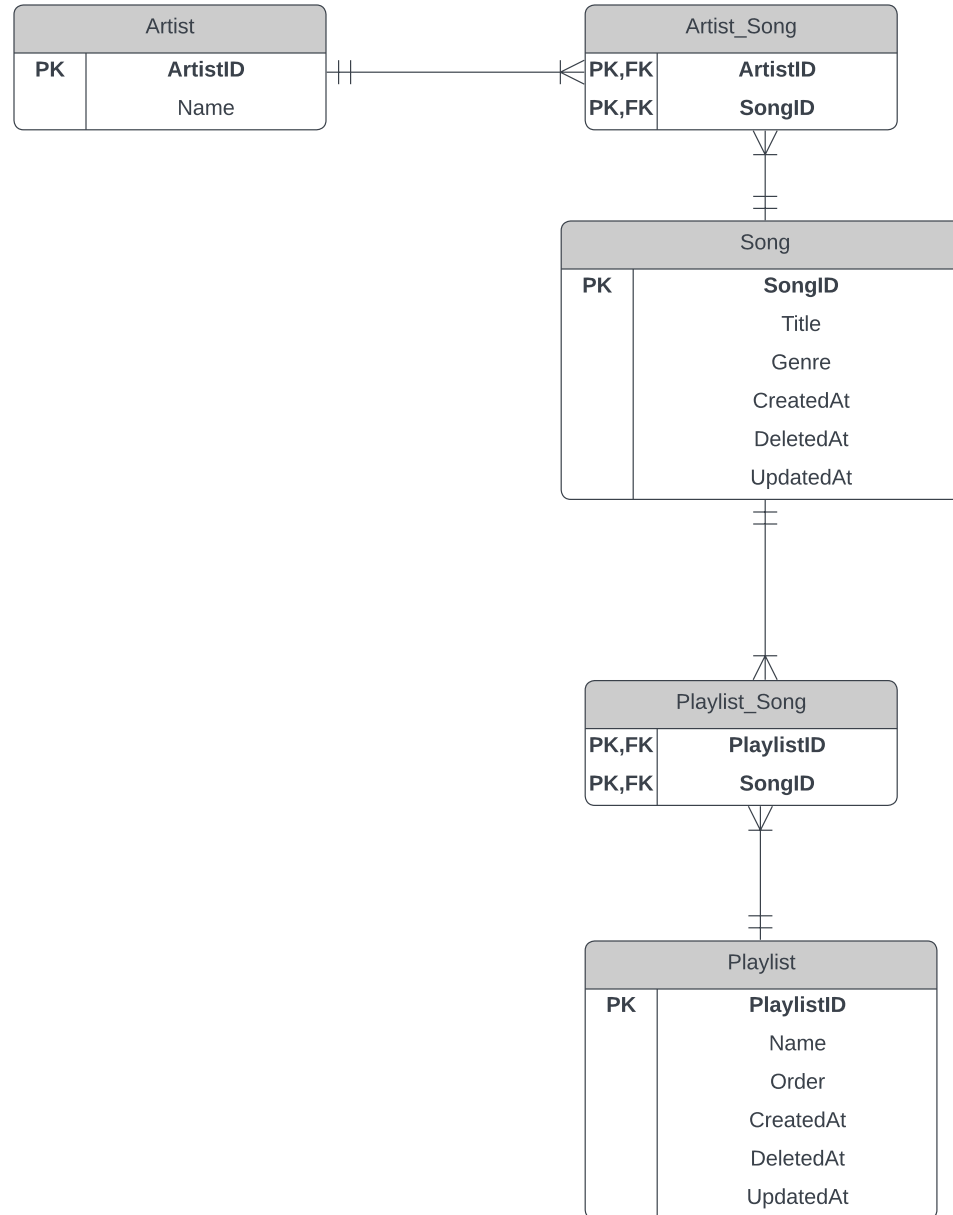 Artist
PK ArtistID
Name
Artist_Song
PK,FK ArtistID
PK,FK SongID
Song
PK SongID
Title
Genre
CreatedAt
DeletedAt
UpdatedAt
Playlist_Song
PK,FK PlaylistID
PK,FK SongID
Playlist
PK PlaylistID
Name
Order
CreatedAt
DeletedAt
UpdatedAt